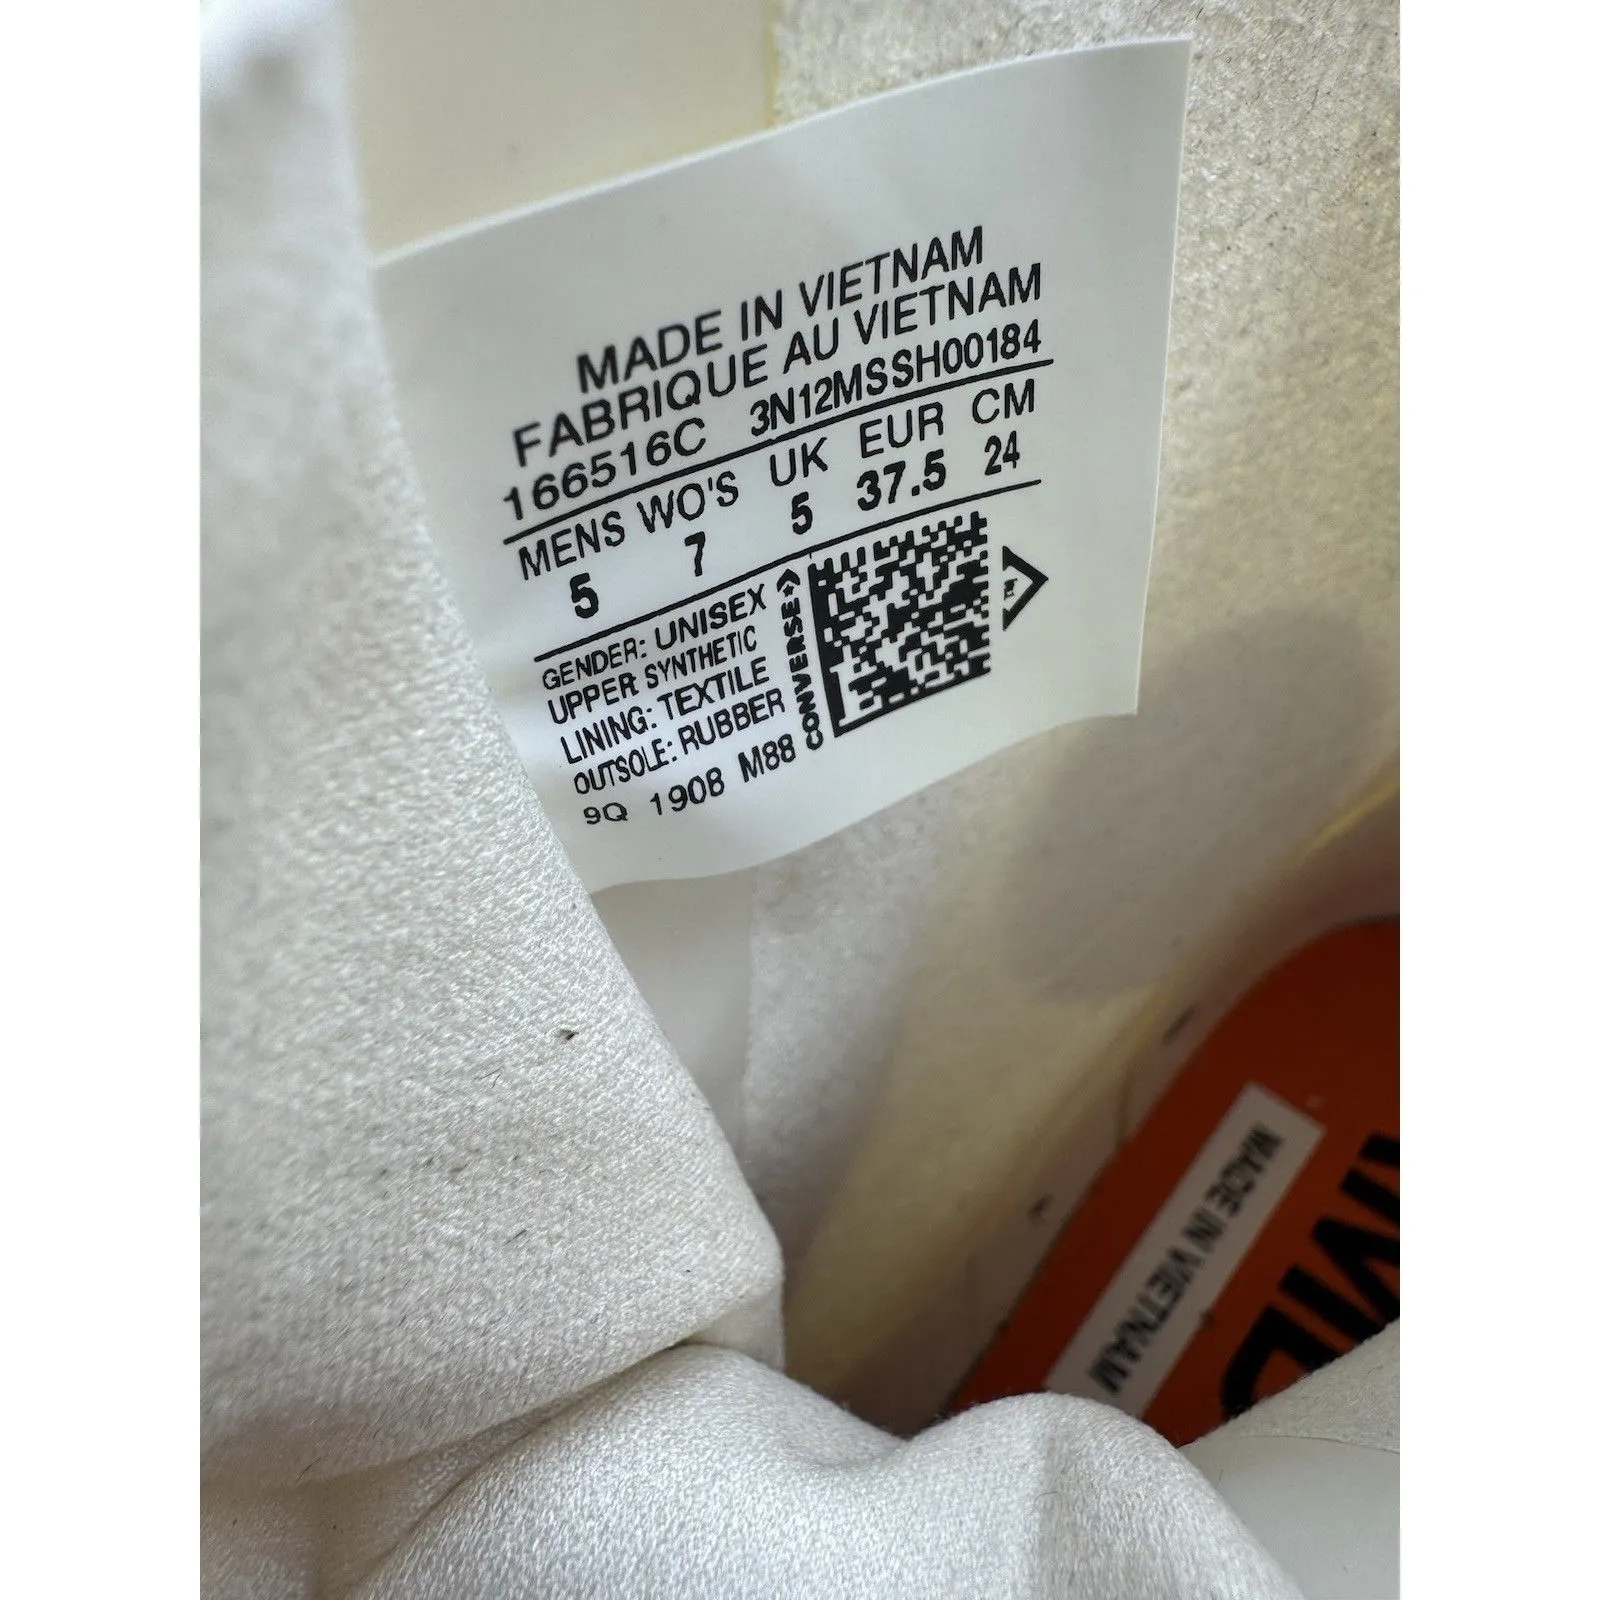 MADE IN VIETNAM
FABRIQUE AU VIETNAM
166516C 3N12MSSH00184
MENS WO'S UK EUR CM
5 7 5 37.5 24
GENDER: UNISEX
UPPER: SYNTHETIC
LINING: TEXTILE
OUTSOLE: RUBBER
9Q 1908 M88
CONVERSE
MADE IN VIETNAM